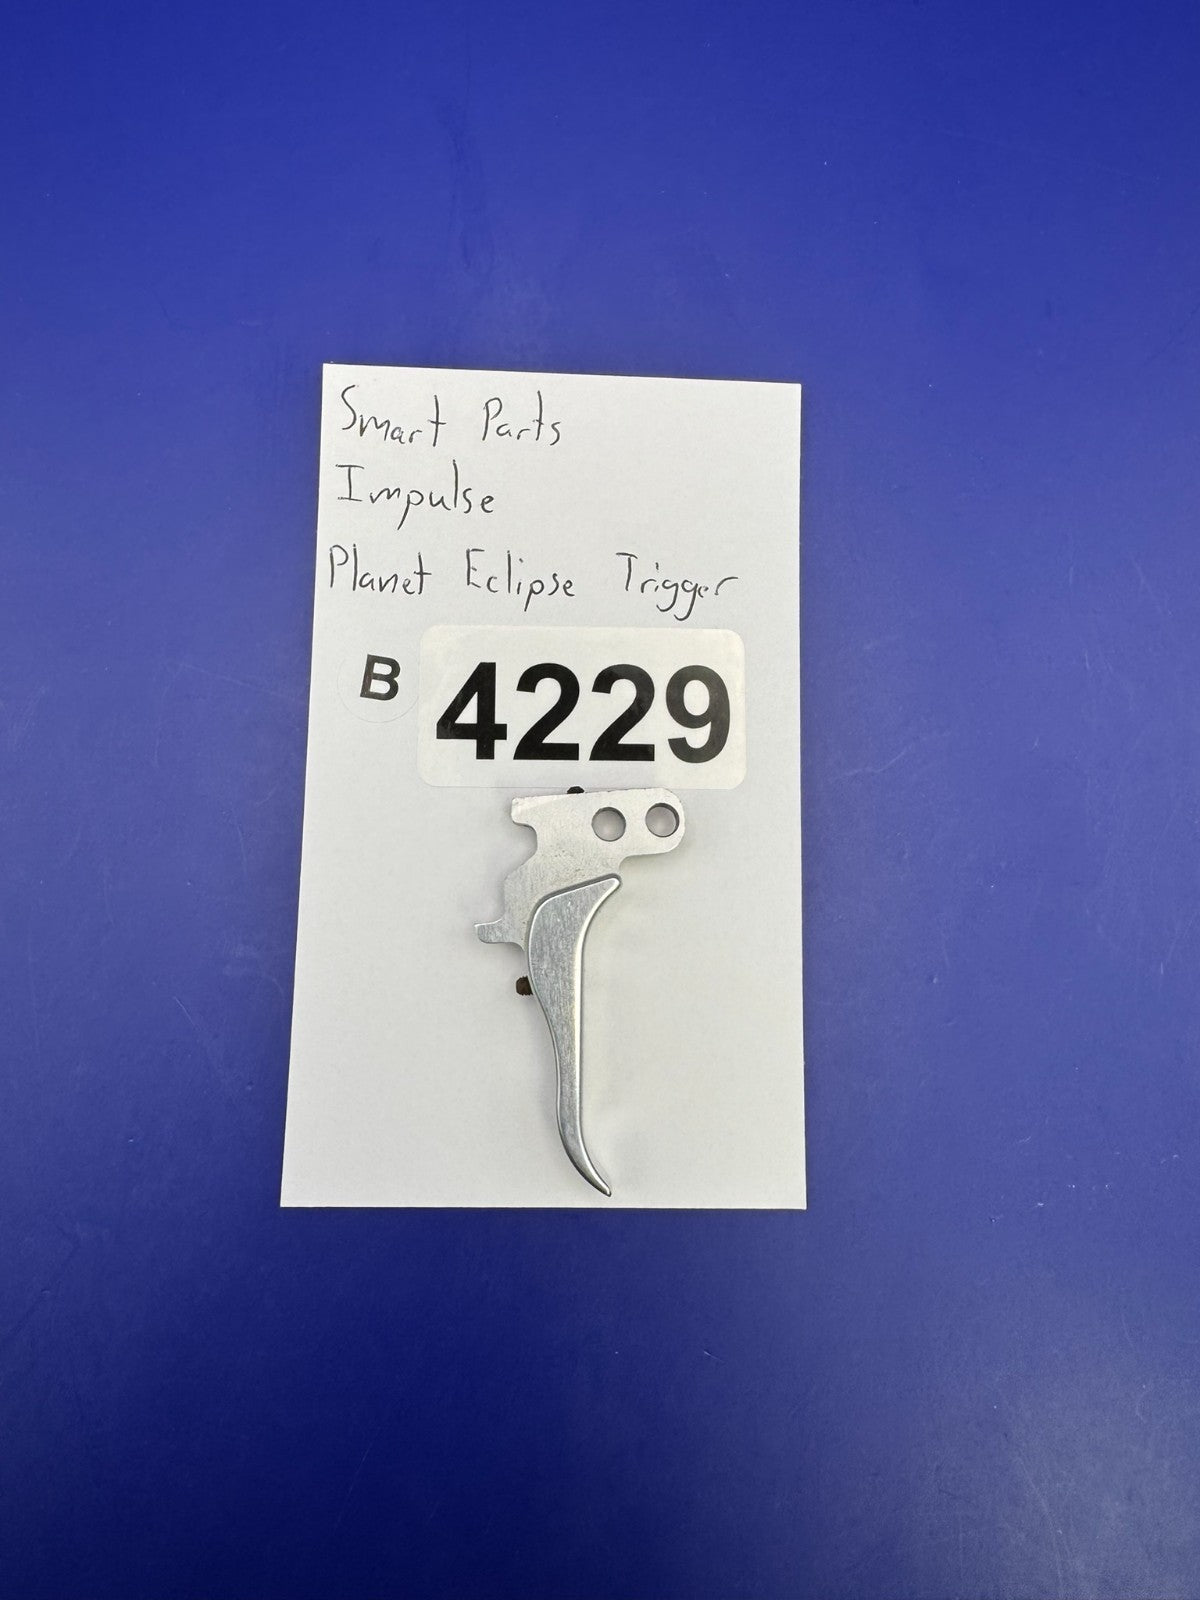 Smart Parts
Impulse
Planet Eclipse Trigger
B 4229